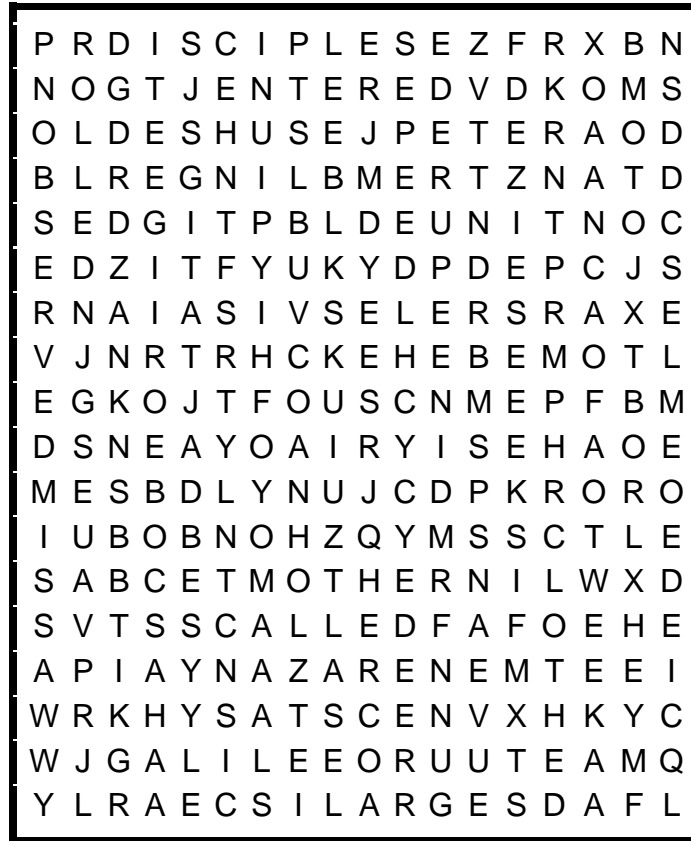 P R D I S C I P L E S E Z F R X B N
N O G T J E N T E R E D V D K O M S
O L D E S H U S E J P E T E R A O D
B L R E G N I L B M E R T Z N A T D
S E D G I T P B L D E U N I T N O C
E D Z I T F Y U K Y D P D E P C J S
R N A I A S I V S E L E R S R A X E
V J N R T R H C K E H E B E M O T L
E G K O J T F O U S C N M E P F B M
D S N E A Y O A I R Y I S E H A O E
M E S B D L Y N U J C D P K R O R O
I U B O B N O H Z Q Y M S S C T L E
S A B C E T M O T H E R N I L W X D
S V T S S C A L L E D F A F O E H E
A P I A Y N A Z A R E N E M T E E I
W R K H Y S A T S C E N V X H K Y C
W J G A L I L E E O R U U T E A M Q
Y L R A E C S I L A R G E S D A F L